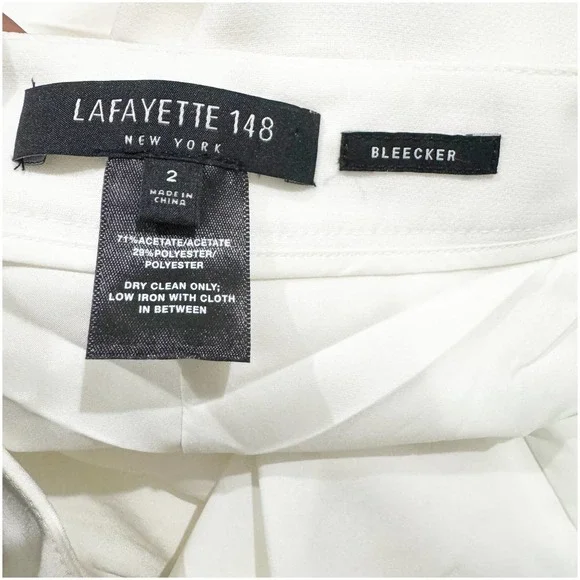 LAFAYETTE 148
NEW YORK
BLEECKER
2
MADE IN
CHINA
71%ACETATE/ACETATE
29%POLYESTER/
POLYESTER
DRY CLEAN ONLY;
LOW IRON WITH CLOTH
IN BETWEEN